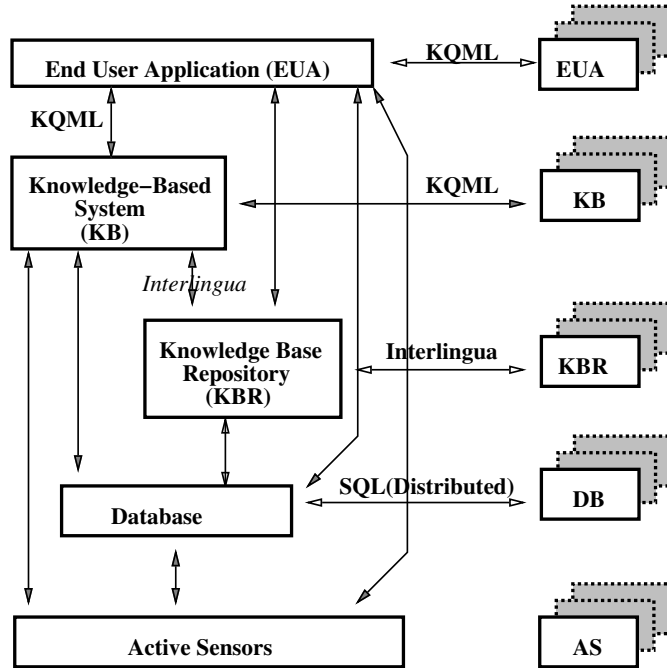 End User Application (EUA)
KQML
EUA
KQML
Knowledge–Based
System
(KB)
KQML
KB
Interlingua
Knowledge Base
Repository
(KBR)
Interlingua
KBR
Database
SQL(Distributed)
DB
Active Sensors
AS